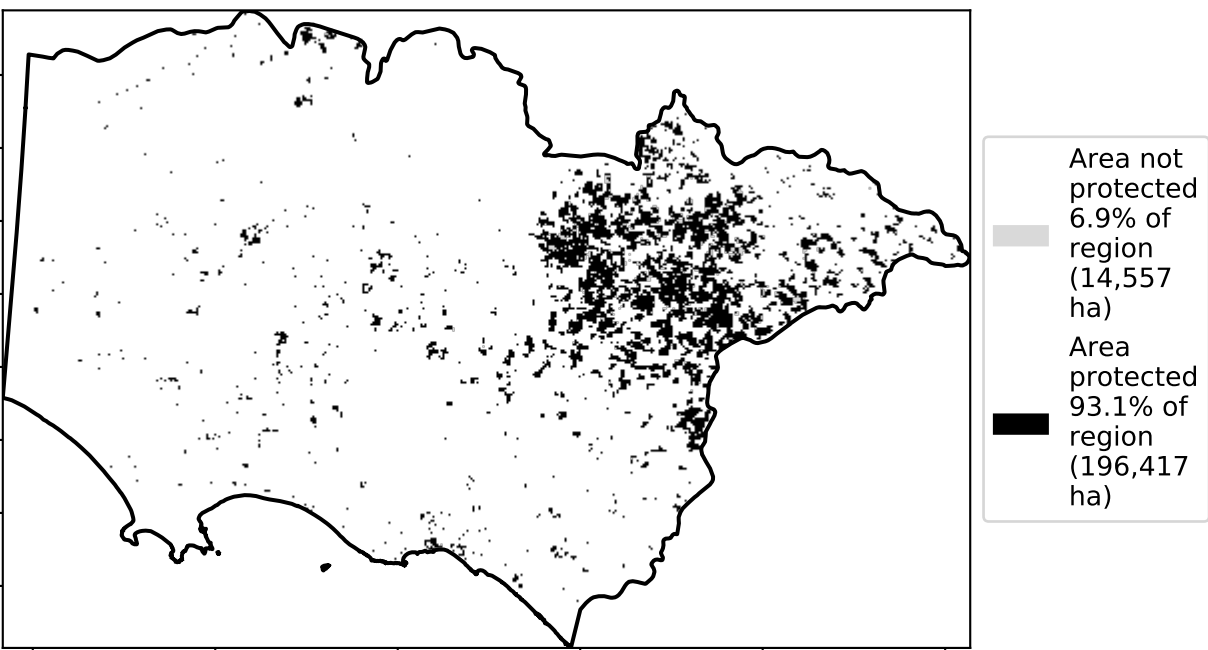 Area not
protected
6.9% of
region
(14,557
ha)
Area
protected
93.1% of
region
(196,417
ha)